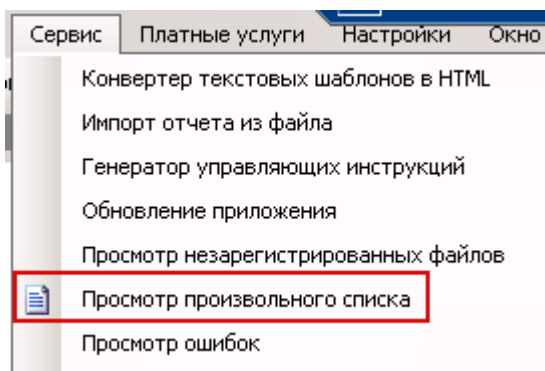 Сервис Платные услуги Настройки Окно
Конвертер текстовых шаблонов в HTML
Импорт отчета из файла
Генератор управляющих инструкций
Обновление приложения
Просмотр незарегистрированных файлов
Просмотр произвольного списка
Просмотр ошибок